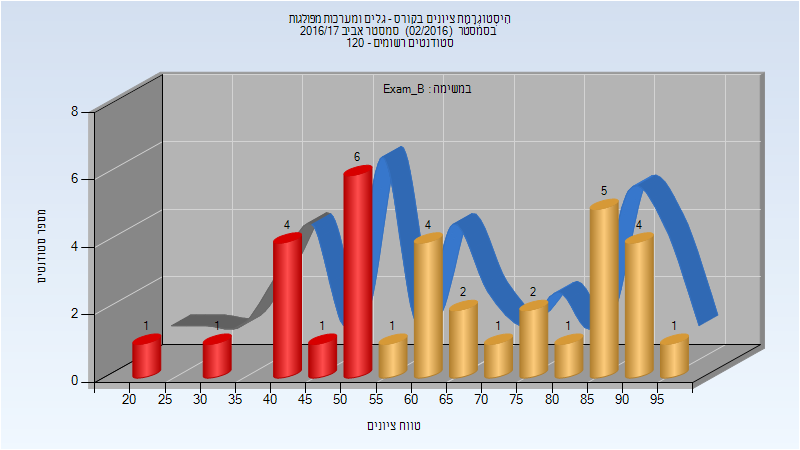 היסטוגרמת ציונים בקורס - גלים ומערכות מפולגות
בסמסטר (02/2016) סמסטר אביב 2016/17
סטודנטים רשומים - 120
במשימה : Exam_B
מספר סטודנטים
8
6
4
2
0
1
1
4
1
6
1
4
2
2
1
5
4
1
20 25 30 35 40 45 50 55 60 65 70 75 80 85 90 95
טווח ציונים